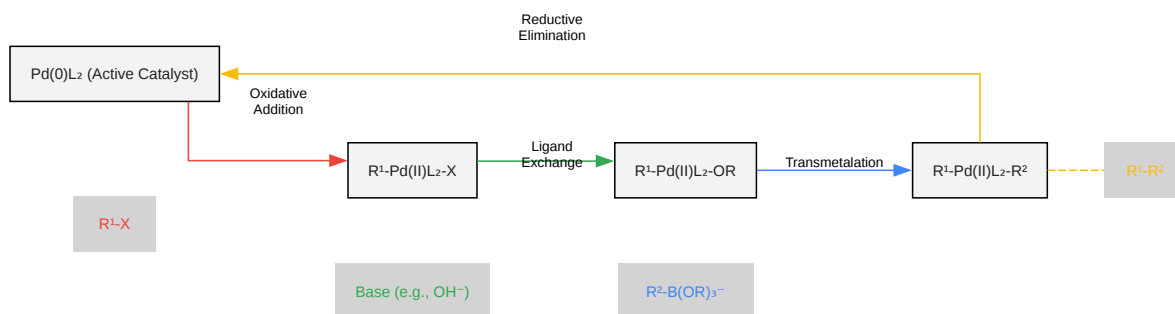 Reductive
Elimination
Pd(0)L₂ (Active Catalyst)
Oxidative
Addition
R¹-Pd(II)L₂-X
Ligand
Exchange
R¹-Pd(II)L₂-OR
Transmetalation
R¹-Pd(II)L₂-R²
R¹-R²
R¹-X
Base (e.g., OH⁻)
R²-B(OR)₃⁻